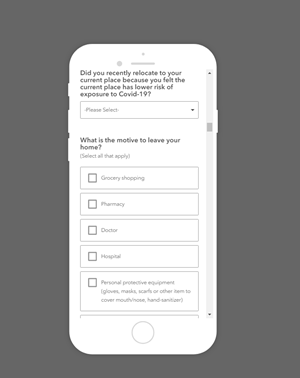 Did you recently relocate to your
current place because you felt the
current place has lower risk of
exposure to Covid-19?
Please Select
What is the motive to leave your
home?
(Select all that apply)
Grocery shopping
Pharmacy
Doctor
Hospital
Personal protective equipment
(gloves, masks, scarfs or other item to
cover mouth/nose, hand-sanitizer)